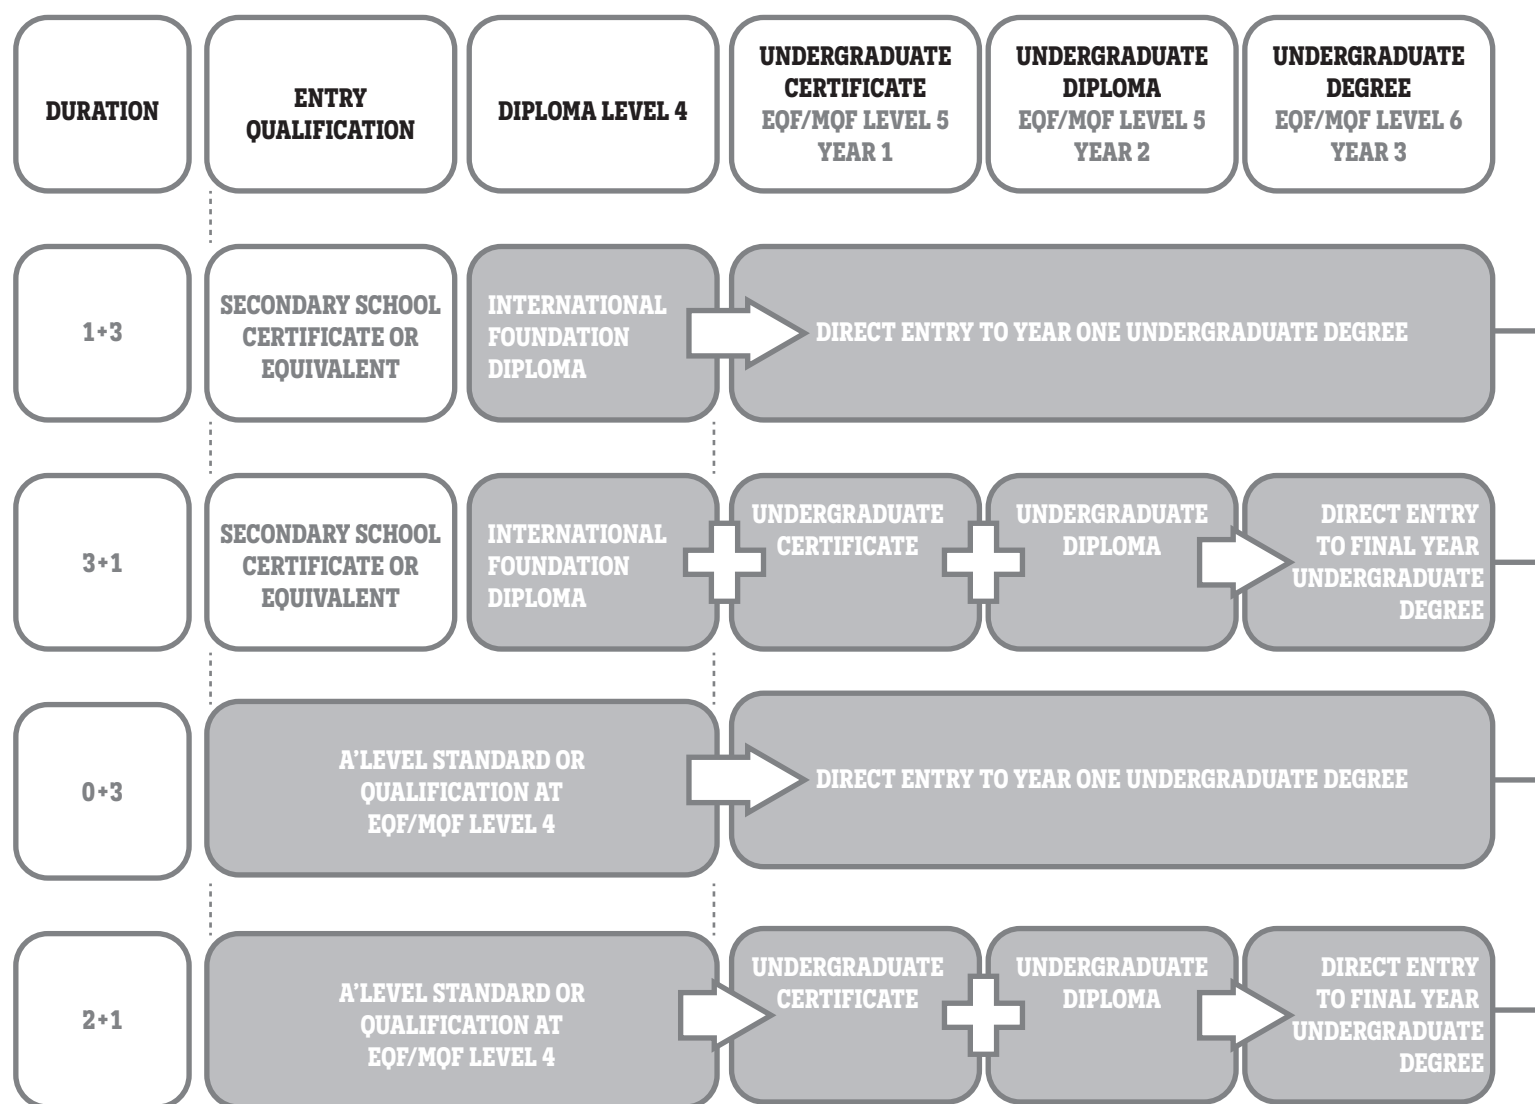 DURATION
ENTRY
QUALIFICATION
DIPLOMA LEVEL 4
UNDERGRADUATE
CERTIFICATE
EQF/MQF LEVEL 5
YEAR 1
UNDERGRADUATE
DIPLOMA
EQF/MQF LEVEL 5
YEAR 2
UNDERGRADUATE
DEGREE
EQF/MQF LEVEL 6
YEAR 3
1+3
SECONDARY SCHOOL
CERTIFICATE OR
EQUIVALENT
INTERNATIONAL
FOUNDATION
DIPLOMA
DIRECT ENTRY TO YEAR ONE UNDERGRADUATE DEGREE
3+1
SECONDARY SCHOOL
CERTIFICATE OR
EQUIVALENT
INTERNATIONAL
FOUNDATION
DIPLOMA
UNDERGRADUATE
CERTIFICATE
UNDERGRADUATE
DIPLOMA
DIRECT ENTRY
TO FINAL YEAR
UNDERGRADUATE
DEGREE
0+3
A'LEVEL STANDARD OR
QUALIFICATION AT
EQF/MQF LEVEL 4
DIRECT ENTRY TO YEAR ONE UNDERGRADUATE DEGREE
2+1
A'LEVEL STANDARD OR
QUALIFICATION AT
EQF/MQF LEVEL 4
UNDERGRADUATE
CERTIFICATE
UNDERGRADUATE
DIPLOMA
DIRECT ENTRY
TO FINAL YEAR
UNDERGRADUATE
DEGREE